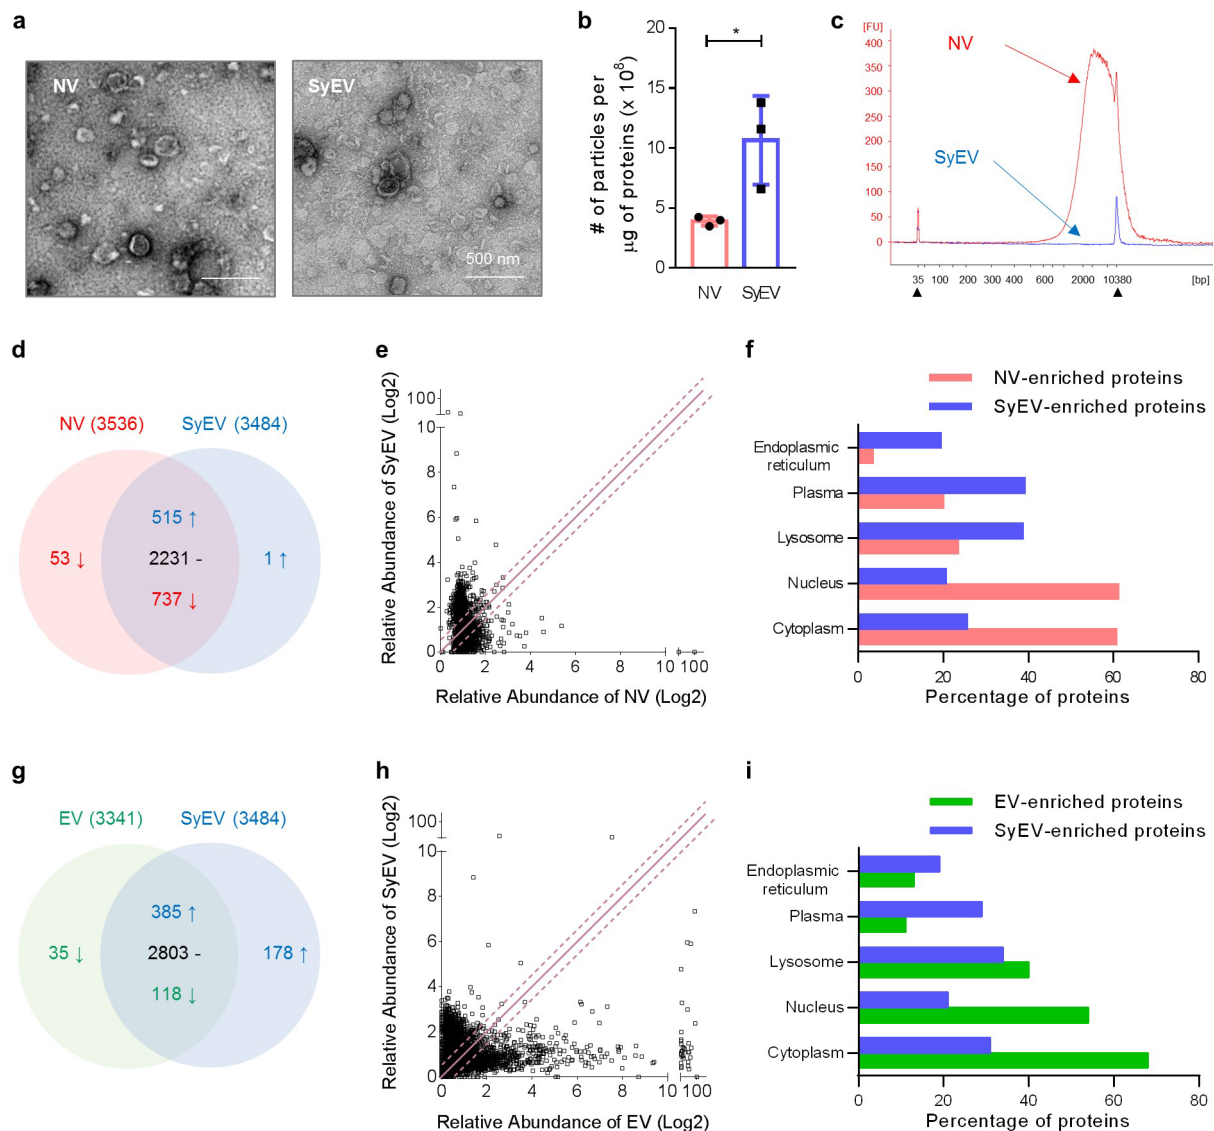 a
NV
SyEV
500 nm
b
# of particles per
µg of proteins (x 10⁸)
20
15
10
5
0
*
NV
SyEV
c
[FU]
400
350
300
250
200
150
100
50
0
NV
SyEV
35 100 200 300 400 600 2000 10380 [bp]
▲ ▲
d
NV (3536) SyEV (3484)
515 ↑
53 ↓ 2231 - 1 ↑
737 ↓
e
Relative Abundance of SyEV (Log2)
100
10
8
6
4
2
0
0 2 4 6 8 10 100
Relative Abundance of NV (Log2)
f
NV-enriched proteins
SyEV-enriched proteins
Endoplasmic
reticulum
Plasma
Lysosome
Nucleus
Cytoplasm
0 20 40 60 80
Percentage of proteins
g
EV (3341) SyEV (3484)
385 ↑
35 ↓ 2803 - 178 ↑
118 ↓
h
Relative Abundance of SyEV (Log2)
100
10
8
6
4
2
0
0 2 4 6 8 10 100
Relative Abundance of EV (Log2)
i
EV-enriched proteins
SyEV-enriched proteins
Endoplasmic
reticulum
Plasma
Lysosome
Nucleus
Cytoplasm
0 20 40 60 80
Percentage of proteins